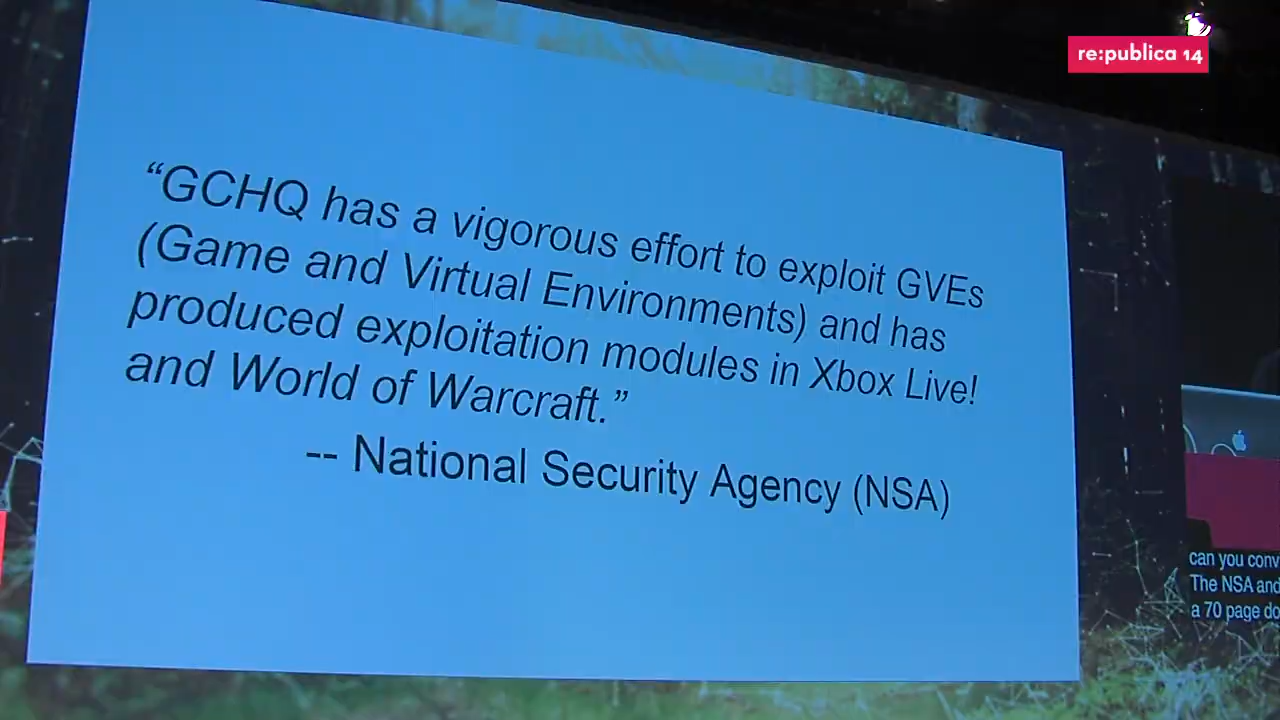 re:publica 14
“GCHQ has a vigorous effort to exploit GVEs
(Game and Virtual Environments) and has
produced exploitation modules in Xbox Live!
and World of Warcraft.”
-- National Security Agency (NSA)
can you conv
The NSA and
a 70 page do